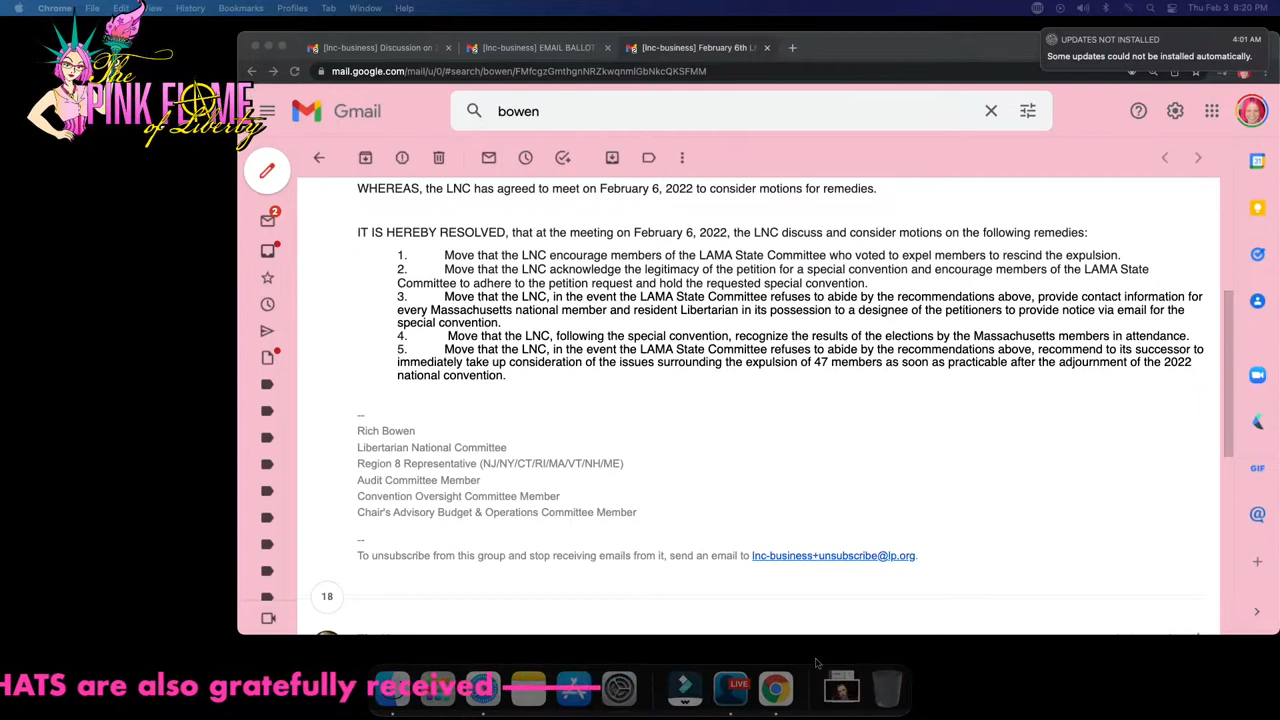 Chrome File Edit View History Bookmarks Profiles Tab Window Help
Thu Feb 3 8:20 PM
The
PINK FLAME
of Liberty
[lnc-business] Discussion on 2
[lnc-business] EMAIL BALLOT
[lnc-business] February 6th L
UPDATES NOT INSTALLED 4:01 AM
Some updates could not be installed automatically.
mail.google.com/mail/u/0/#search/bowen/
Gmail
bowen
2
WHEREAS, the LNC has agreed to meet on February 6, 2022 to consider motions for remedies.
IT IS HEREBY RESOLVED, that at the meeting on February 6, 2022, the LNC discuss and consider motions on the following remedies:
1. Move that the LNC encourage members of the LAMA State Committee who voted to expel members to rescind the expulsion.
2. Move that the LNC acknowledge the legitimacy of the petition for a special convention and encourage members of the LAMA State
Committee to adhere to the petition request and hold the requested special convention.
3. Move that the LNC, in the event the LAMA State Committee refuses to abide by the recommendations above, provide contact information for
every Massachusetts national member and resident Libertarian in its possession to a designee of the petitioners to provide notice via email for the
special convention.
4. Move that the LNC, following the special convention, recognize the results of the elections by the Massachusetts members in attendance.
5. Move that the LNC, in the event the LAMA State Committee refuses to abide by the recommendations above, recommend to its successor to
immediately take up consideration of the issues surrounding the expulsion of 47 members as soon as practicable after the adjournment of the 2022
national convention.
--
Rich Bowen
Libertarian National Committee
Region 8 Representative (NJ/NY/CT/RI/MA/VT/NH/ME)
Audit Committee Member
Convention Oversight Committee Member
Chair's Advisory Budget & Operations Committee Member
--
To unsubscribe from this group and stop receiving emails from it, send an email to lnc-business+unsubscribe@lp.org.
18
GIF
HATS are also gratefully received
LIVE